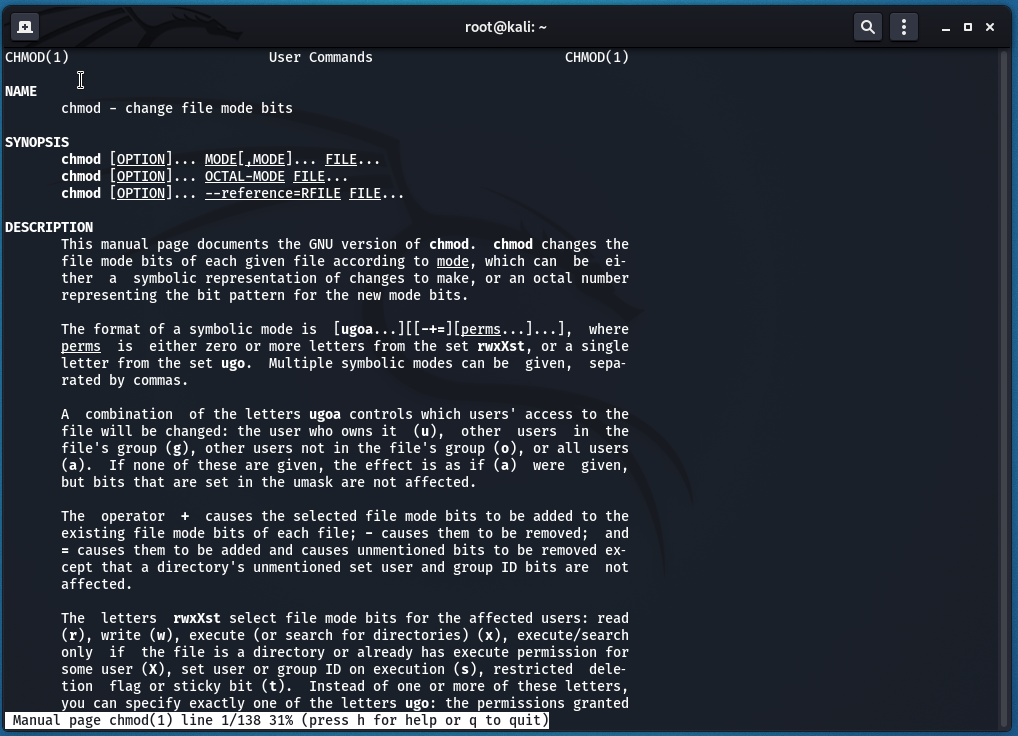 root@kali: ~
CHMOD(1) User Commands CHMOD(1)
NAME
chmod - change file mode bits
SYNOPSIS
chmod [OPTION]... MODE[,MODE]... FILE...
chmod [OPTION]... OCTAL-MODE FILE...
chmod [OPTION]... --reference=RFILE FILE...
DESCRIPTION
This manual page documents the GNU version of chmod.  chmod changes the
file mode bits of each given file according to mode, which can  be  ei-
ther  a  symbolic representation of changes to make, or an octal number
representing the bit pattern for the new mode bits.
The format of a symbolic mode is  [ugoa...][[-+=][perms...]...],  where
perms  is  either zero or more letters from the set rwxXst, or a single
letter from the set ugo.  Multiple symbolic modes can be  given,  sepa-
rated by commas.
A  combination  of the letters ugoa controls which users' access to the
file will be changed: the user who owns it  (u),  other  users  in  the
file's group (g), other users not in the file's group (o), or all users
(a).  If none of these are given, the effect is as if (a)  were  given,
but bits that are set in the umask are not affected.
The  operator  +  causes the selected file mode bits to be added to the
existing file mode bits of each file; - causes them to be removed;  and
= causes them to be added and causes unmentioned bits to be removed ex-
cept that a directory's unmentioned set user and group ID bits are  not
affected.
The  letters  rwxXst select file mode bits for the affected users: read
(r), write (w), execute (or search for directories) (x), execute/search
only  if  the file is a directory or already has execute permission for
some user (X), set user or group ID on execution (s), restricted  dele-
tion  flag or sticky bit (t).  Instead of one or more of these letters,
you can specify exactly one of the letters ugo: the permissions granted
Manual page chmod(1) line 1/138 31% (press h for help or q to quit)